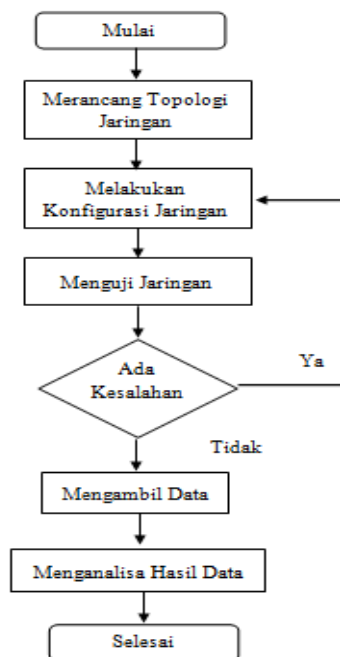 Mulai
Merancang Topologi
Jaringan
Melakukan
Konfigurasi Jaringan
Menguji Jaringan
Ada
Kesalahan
Ya
Tidak
Mengambil Data
Menganalisa Hasil Data
Selesai